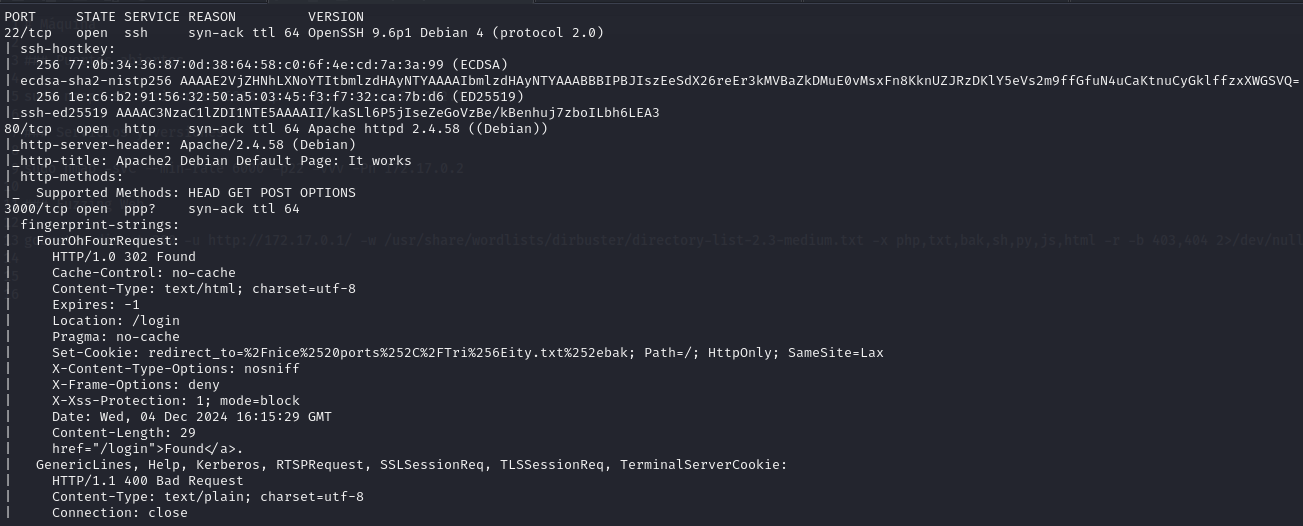 PORT     STATE SERVICE REASON         VERSION
22/tcp   open  ssh     syn-ack ttl 64 OpenSSH 9.6p1 Debian 4 (protocol 2.0)
| ssh-hostkey:
|   256 77:0b:34:36:87:0d:38:64:58:c0:6f:4e:cd:7a:3a:99 (ECDSA)
| ecdsa-sha2-nistp256 AAAAE2VjZHNhLXNoYTItbmlzdHAyNTYAAAAIbmlzdHAyNTYAAABBBIPBJIszEeSdX26reEr3kMVBaZkDMuE0vMsxFn8KknUZJRzDKlY5eVs2m9ffGfuN4uCaKtnuCyGklffzxXWGSVQ=
|   256 1e:c6:b2:91:56:32:50:a5:03:45:f3:f7:32:ca:7b:d6 (ED25519)
|_ssh-ed25519 AAAAC3NzaC1lZDI1NTE5AAAAII/kaSLl6P5jIseZeGoVzBe/kBenhuj7zboILbh6LEA3
80/tcp   open  http    syn-ack ttl 64 Apache httpd 2.4.58 ((Debian))
|_http-server-header: Apache/2.4.58 (Debian)
|_http-title: Apache2 Debian Default Page: It works
| http-methods:
|_  Supported Methods: HEAD GET POST OPTIONS
3000/tcp open  ppp?    syn-ack ttl 64
| fingerprint-strings:
|   FourOhFourRequest:
|     HTTP/1.0 302 Found
|     Cache-Control: no-cache
|     Content-Type: text/html; charset=utf-8
|     Expires: -1
|     Location: /login
|     Pragma: no-cache
|     Set-Cookie: redirect_to=%2Fnice%2520ports%252C%2FTri%256Eity.txt%252ebak; Path=/; HttpOnly; SameSite=Lax
|     X-Content-Type-Options: nosniff
|     X-Frame-Options: deny
|     X-Xss-Protection: 1; mode=block
|     Date: Wed, 04 Dec 2024 16:15:29 GMT
|     Content-Length: 29
|     href="/login">Found</a>.
|   GenericLines, Help, Kerberos, RTSPRequest, SSLSessionReq, TLSSessionReq, TerminalServerCookie:
|     HTTP/1.1 400 Bad Request
|     Content-Type: text/plain; charset=utf-8
|     Connection: close